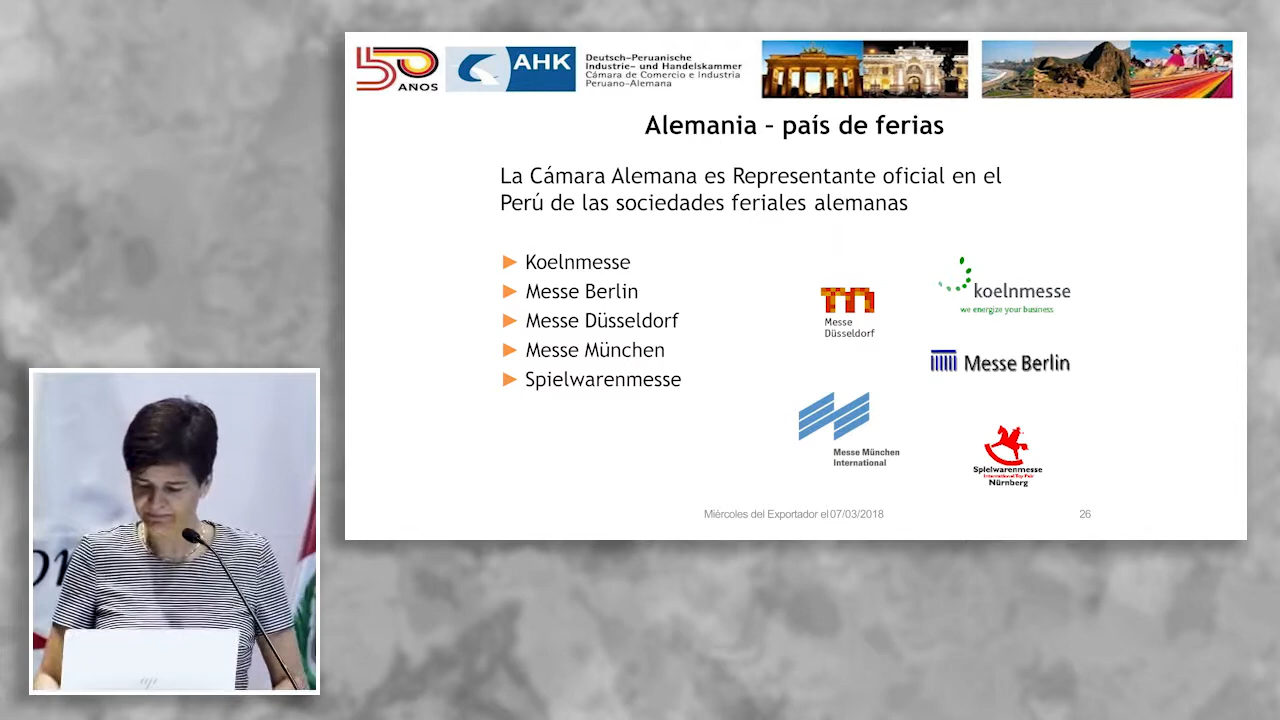 50
AÑOS
AHK
Deutsch-Peruanische
Industrie- und Handelskammer
Cámara de Comercio e Industria
Peruano-Alemana
Alemania – país de ferias
La Cámara Alemana es Representante oficial en el
Perú de las sociedades feriales alemanas
Koelnmesse
Messe Berlin
Messe Düsseldorf
Messe München
Spielwarenmesse
Messe
Düsseldorf
koelnmesse
we energize your business
Messe Berlin
Messe München
International
Spielwarenmesse
International Toy Fair
Nürnberg
Miércoles del Exportador el 07/03/2018
26